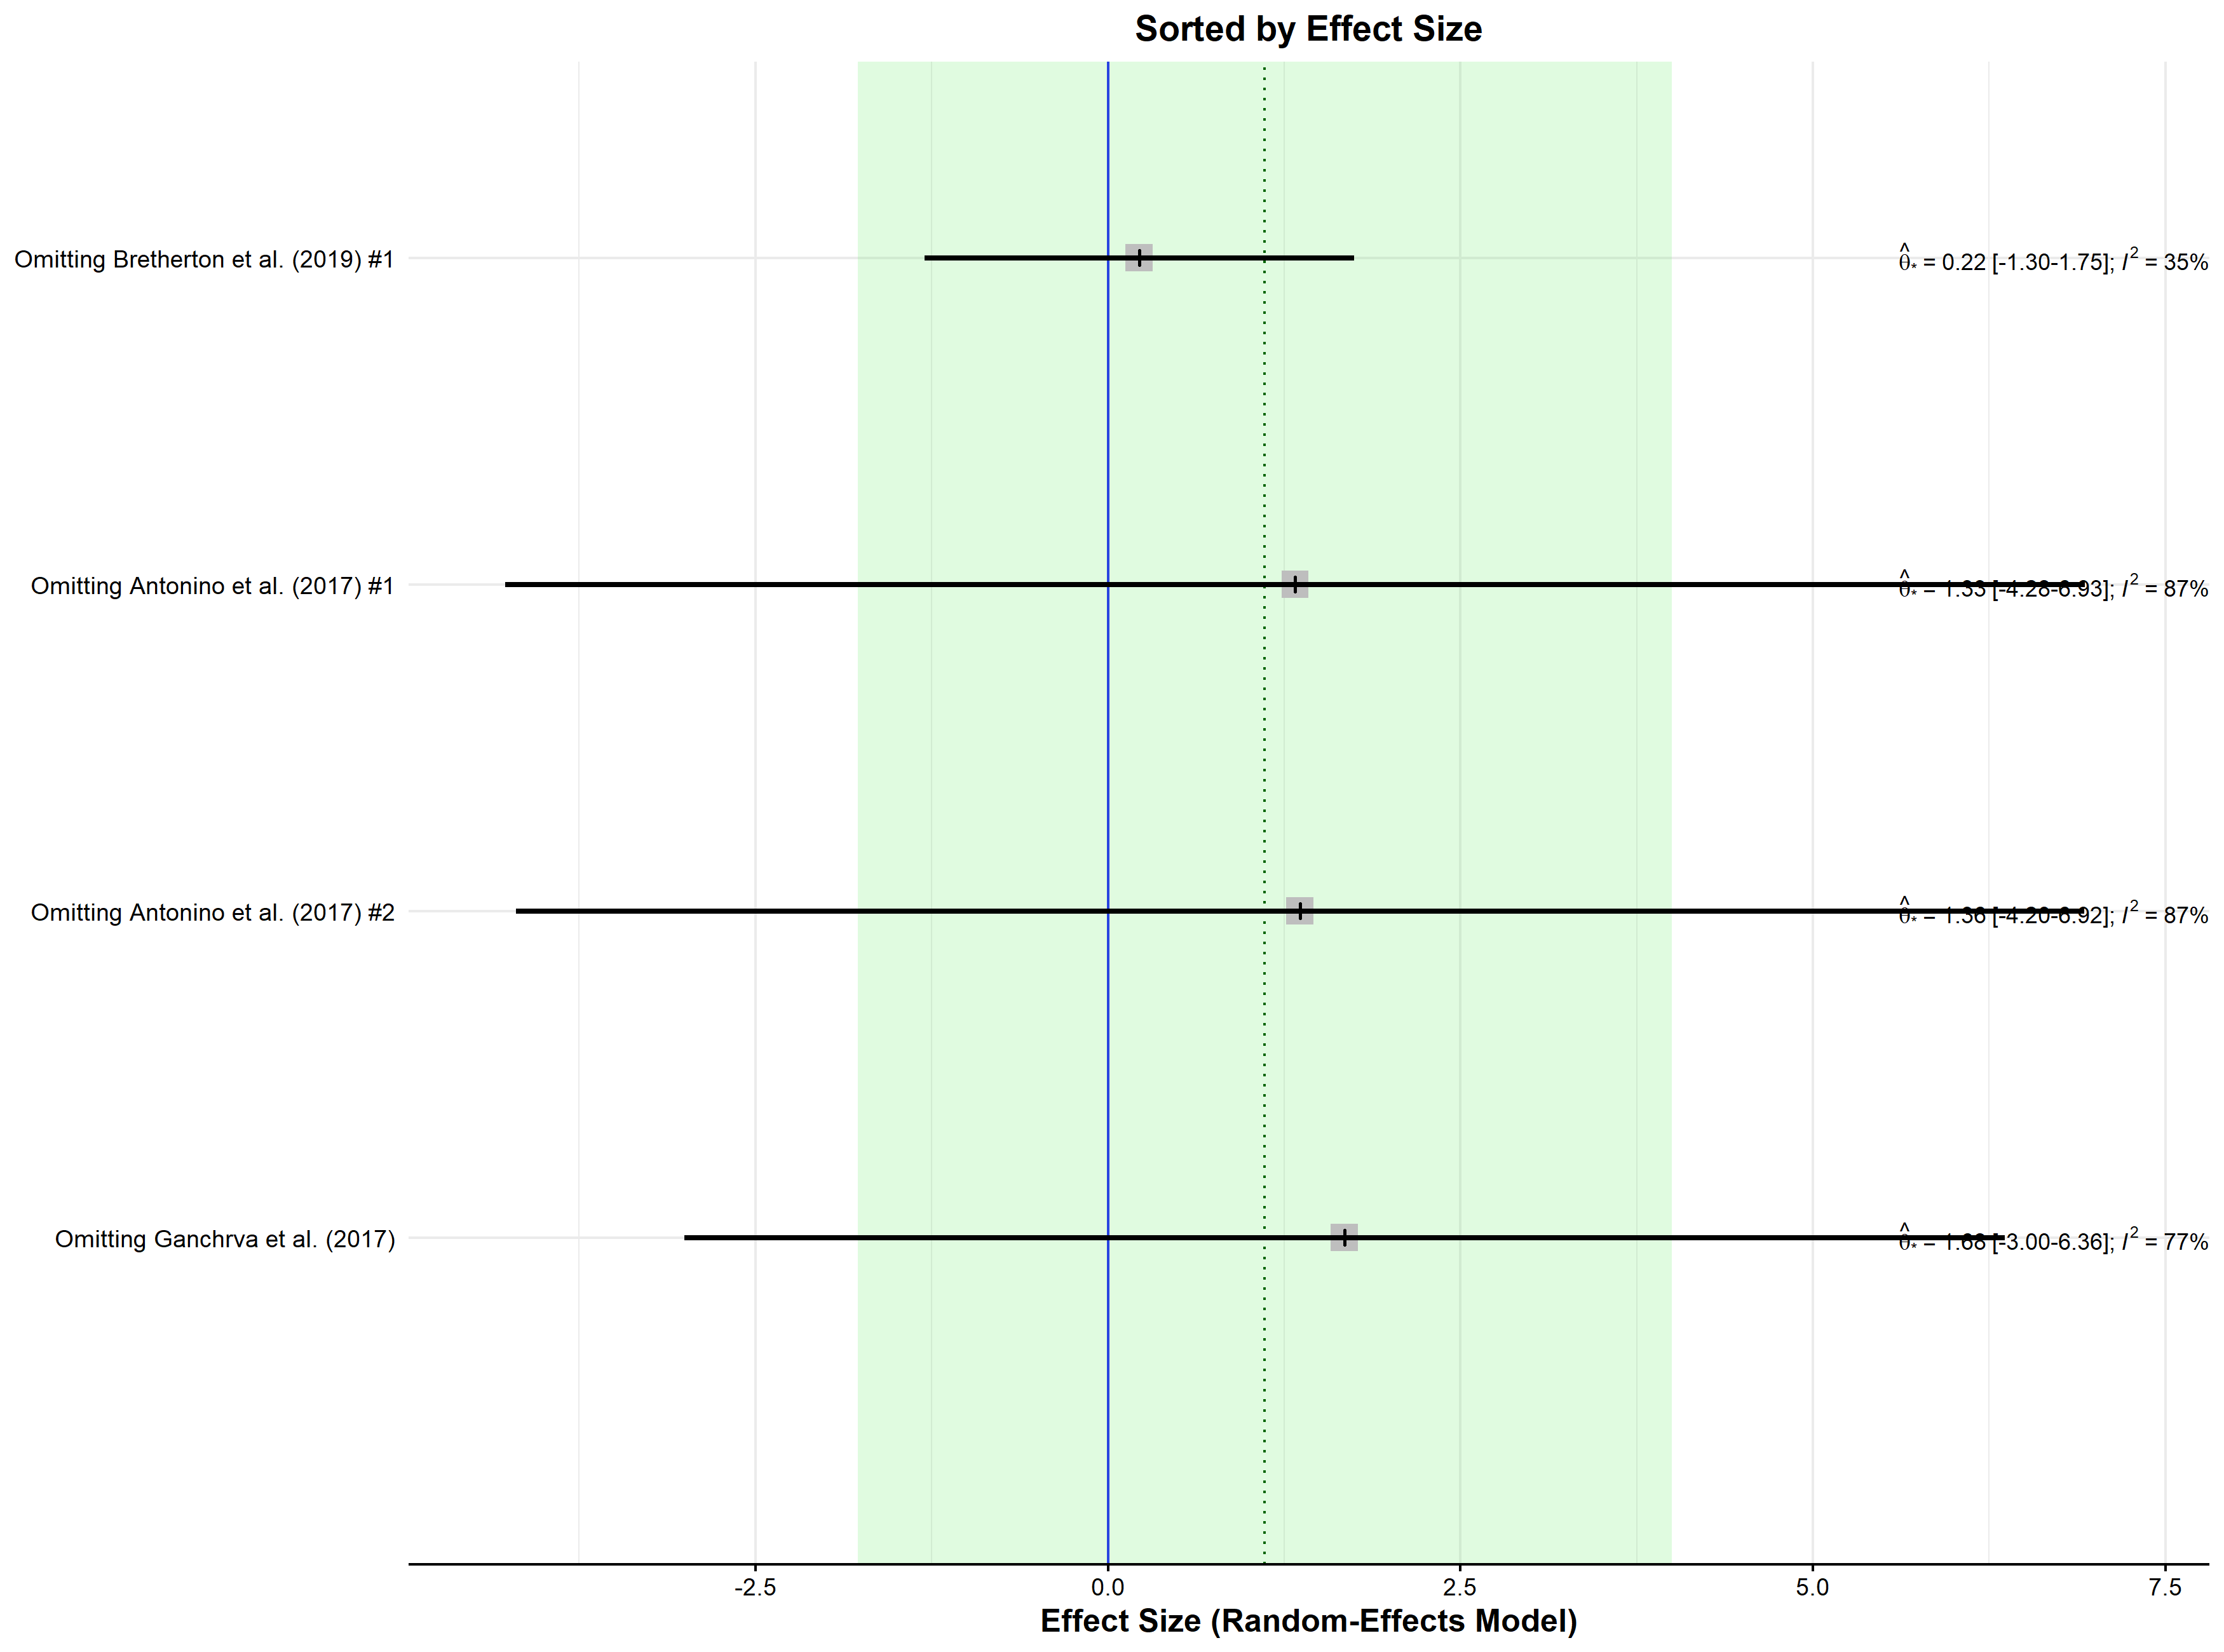 Sorted by Effect Size
Omitting Bretherton et al. (2019) #1
θ̂* = 0.22 [-1.30-1.75]; I² = 35%
Omitting Antonino et al. (2017) #1
θ̂* = 1.33 [-4.28-6.93]; I² = 87%
Omitting Antonino et al. (2017) #2
θ̂* = 1.36 [-4.20-6.92]; I² = 87%
Omitting Ganchrva et al. (2017)
θ̂* = 1.68 [-3.00-6.36]; I² = 77%
-2.5 0.0 2.5 5.0 7.5
Effect Size (Random-Effects Model)